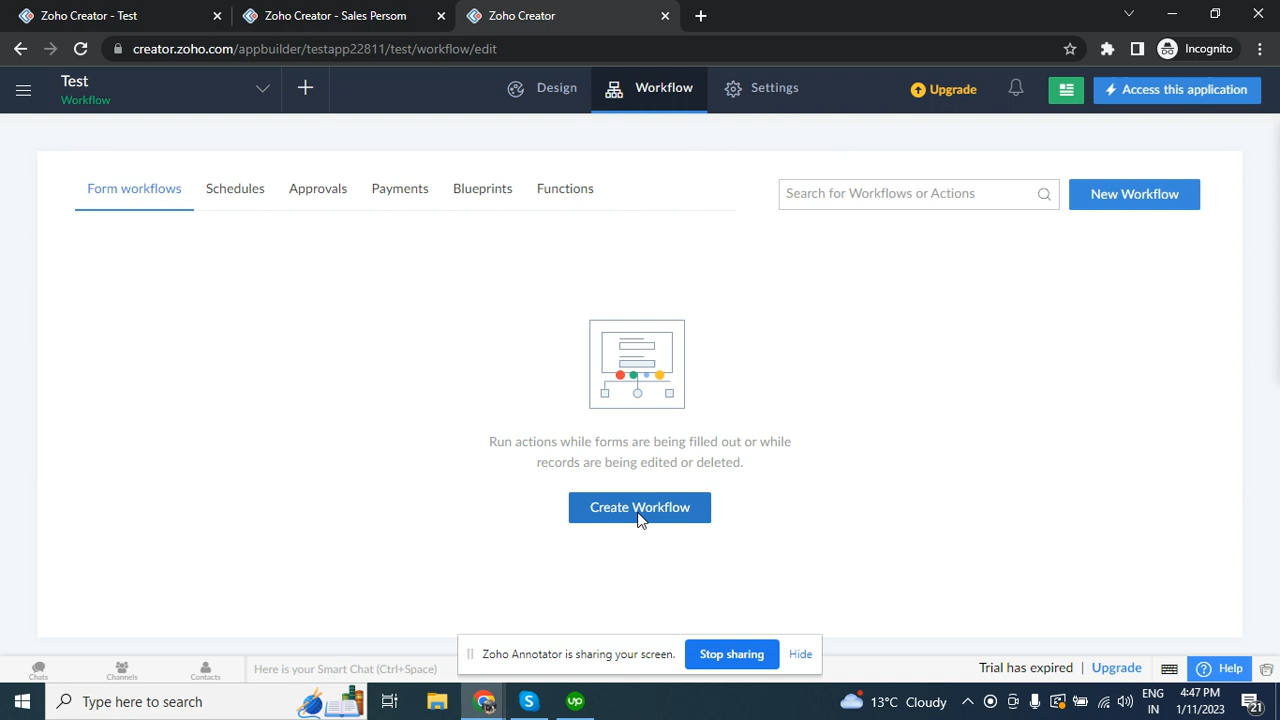 Zoho Creator - Test
Zoho Creator - Sales Persom
Zoho Creator
creator.zoho.com/appbuilder/testapp22811/test/workflow/edit
Incognito
Test
Workflow
Design
Workflow
Settings
Upgrade
Access this application
Form workflows
Schedules
Approvals
Payments
Blueprints
Functions
Search for Workflows or Actions
New Workflow
Run actions while forms are being filled out or while
records are being edited or deleted.
Create Workflow
Zoho Annotator is sharing your screen.
Stop sharing
Hide
Chats
Channels
Contacts
Here is your Smart Chat (Ctrl+Space)
Trial has expired | Upgrade
Help
Type here to search
up
13°C Cloudy
ENG
IN
4:47 PM
1/11/2023
21